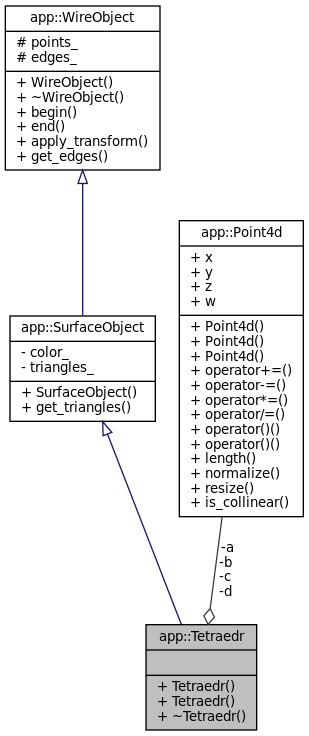 app::WireObject
# points_
# edges_
+ WireObject()
+ ~WireObject()
+ begin()
+ end()
+ apply_transform()
+ get_edges()
app::Point4d
+ x
+ y
+ z
+ w
+ Point4d()
+ Point4d()
+ Point4d()
+ operator+=()
+ operator-=()
+ operator*=()
+ operator/=()
+ operator()()
+ operator()()
+ length()
+ normalize()
+ resize()
+ is_collinear()
app::SurfaceObject
- color_
- triangles_
+ SurfaceObject()
+ get_triangles()
-a
-b
-c
-d
app::Tetraedr
+ Tetraedr()
+ Tetraedr()
+ ~Tetraedr()